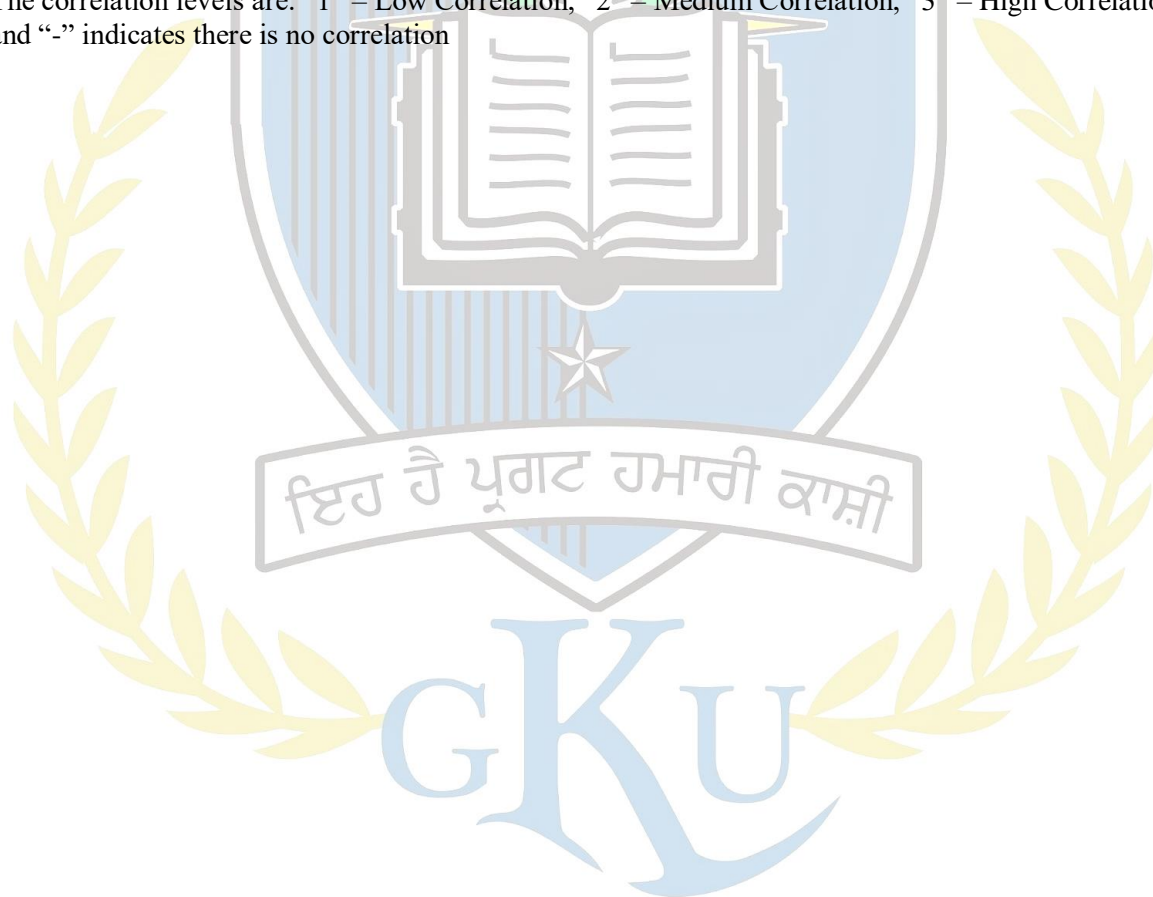 The correlation levels are: "1" – Low Correlation, "2" – Medium Correlation, "3" – High Correlation
and “-” indicates there is no correlation
ਇਹ ਹੈ ਪ੍ਰਗਟ ਹਮਾਰੀ ਕਾਸ਼ੀ
GKU